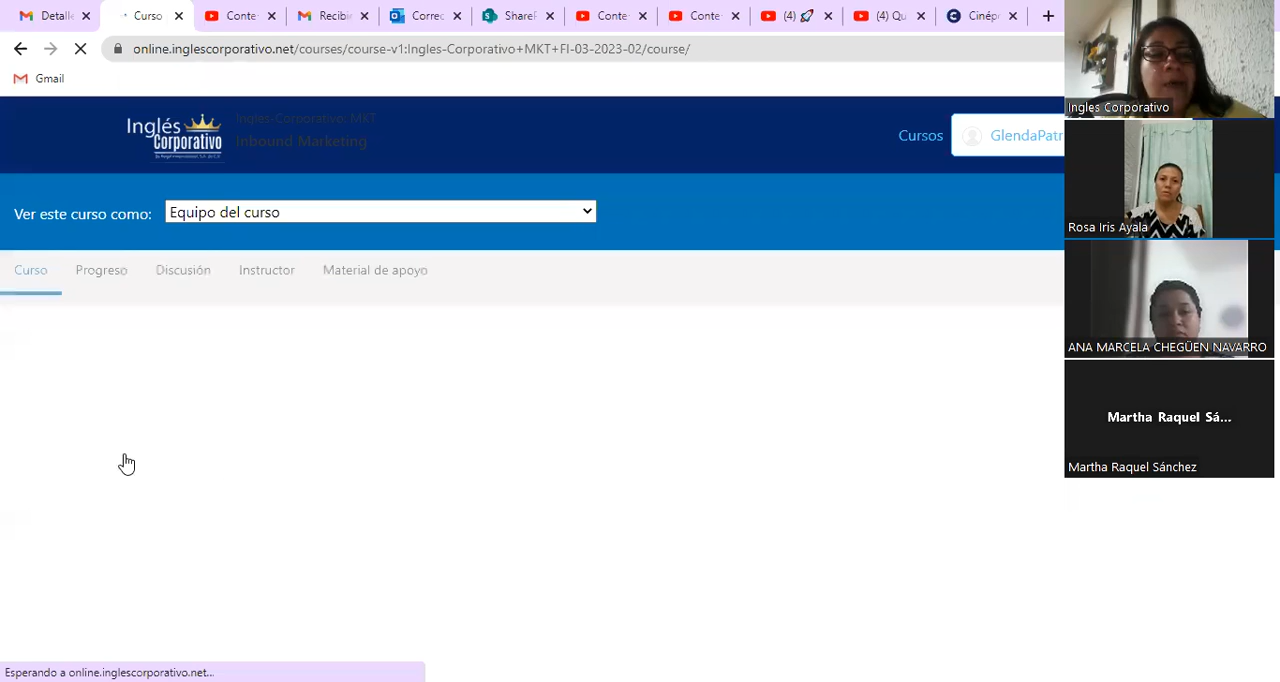 Detalle
Curso
Conte
Recibi
Correc
ShareF
Conte
Conte
(4)
(4) Qu
Cinép
online.inglescorporativo.net/courses/course-v1:Ingles-Corporativo+MKT+FI-03-2023-02/course/
Gmail
Inglés
Corporativo
Ingles-Corporativo: MKT
Inbound Marketing
Cursos
GlendaPatr
Ver este curso como:
Equipo del curso
Curso
Progreso
Discusión
Instructor
Material de apoyo
Ingles Corporativo
Rosa Iris Ayala
ANA MARCELA CHEGÜEN NAVARRO
Martha Raquel Sá...
Martha Raquel Sánchez
Esperando a online.inglescorporativo.net...